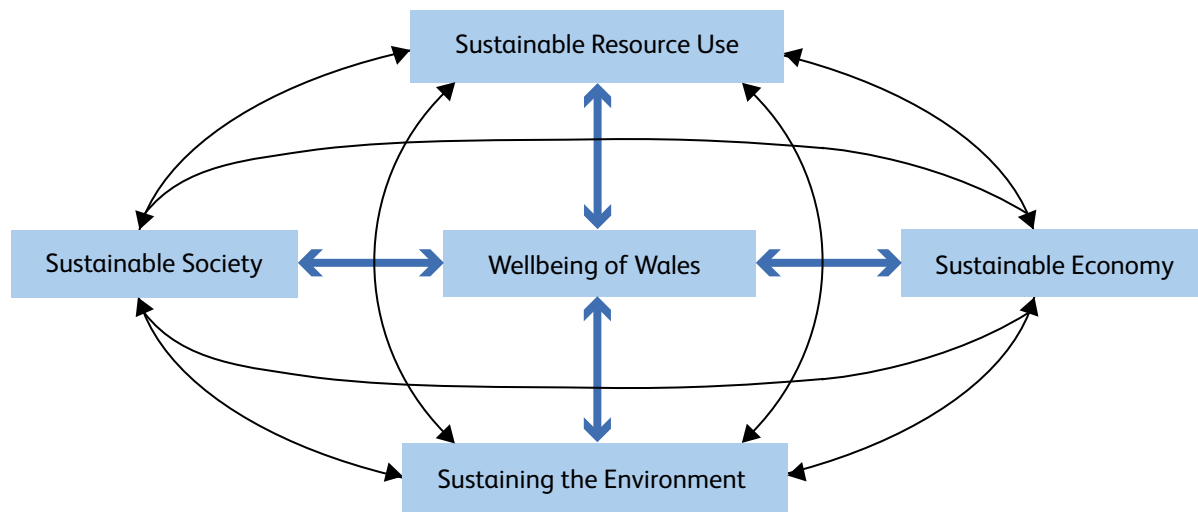 Sustainable Resource Use
Sustainable Society
Wellbeing of Wales
Sustainable Economy
Sustaining the Environment